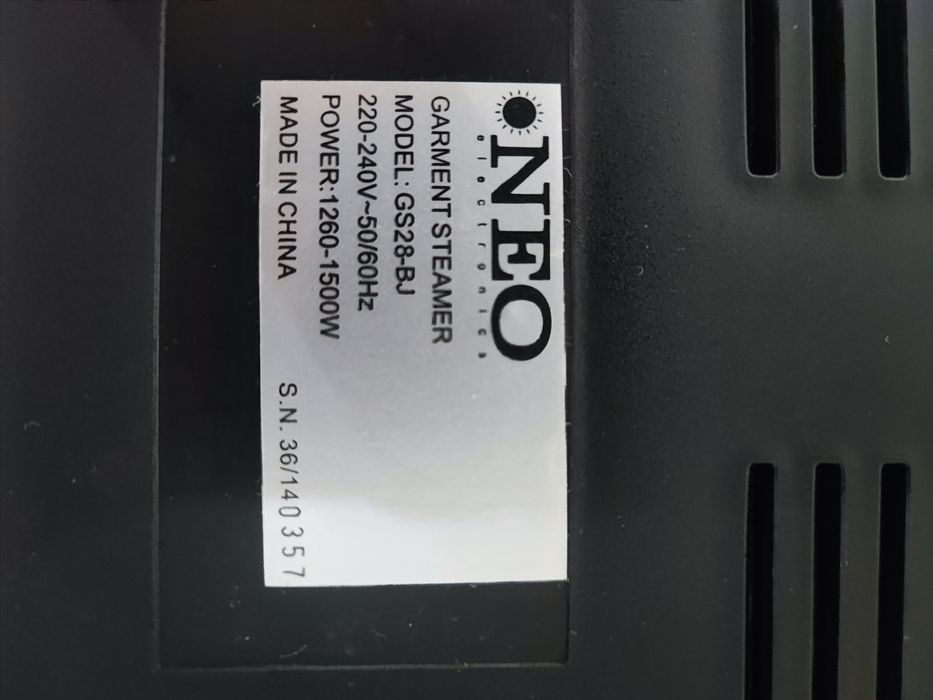 NEO
electronics
GARMENT STEAMER
MODEL: GS28-BJ
220-240V~50/60Hz
POWER:1260-1500W
MADE IN CHINA S.N. 36/140357